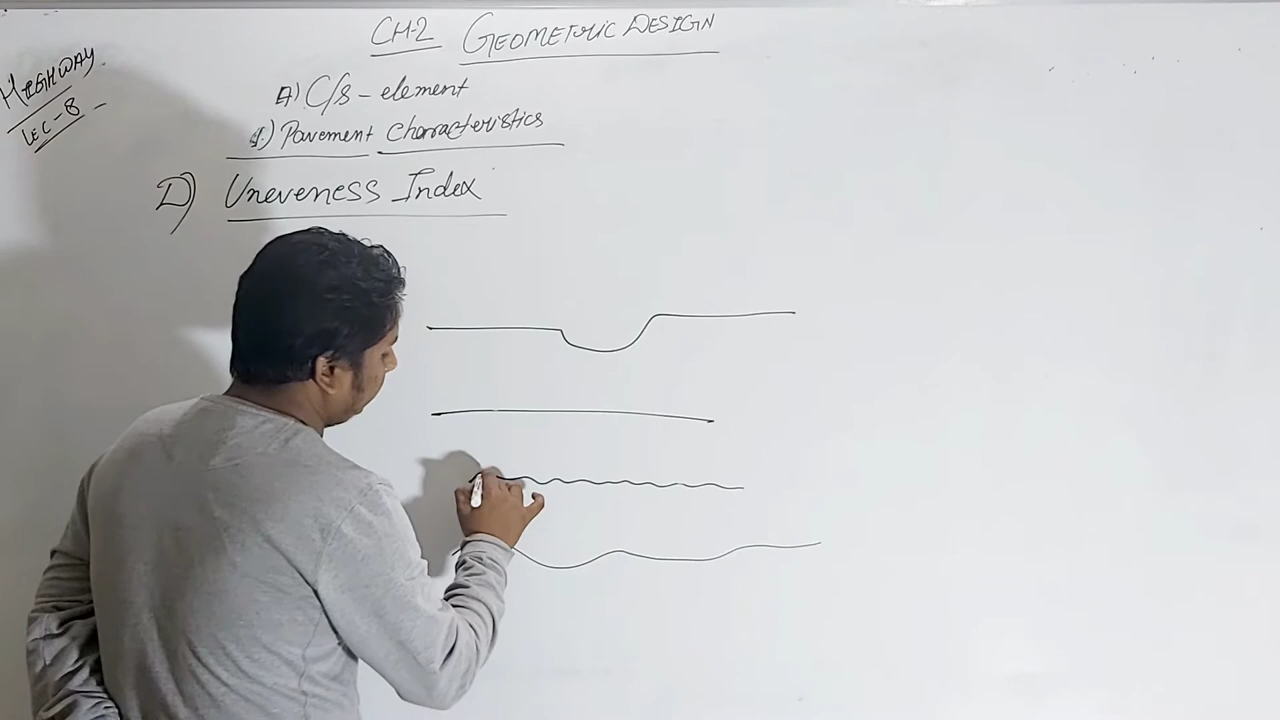 CH-2 GEOMETRIC DESIGN
HIGHWAY
LEC-8
A) C/s - element
1.) Pavement Characteristics
D) UNEVENESS Index